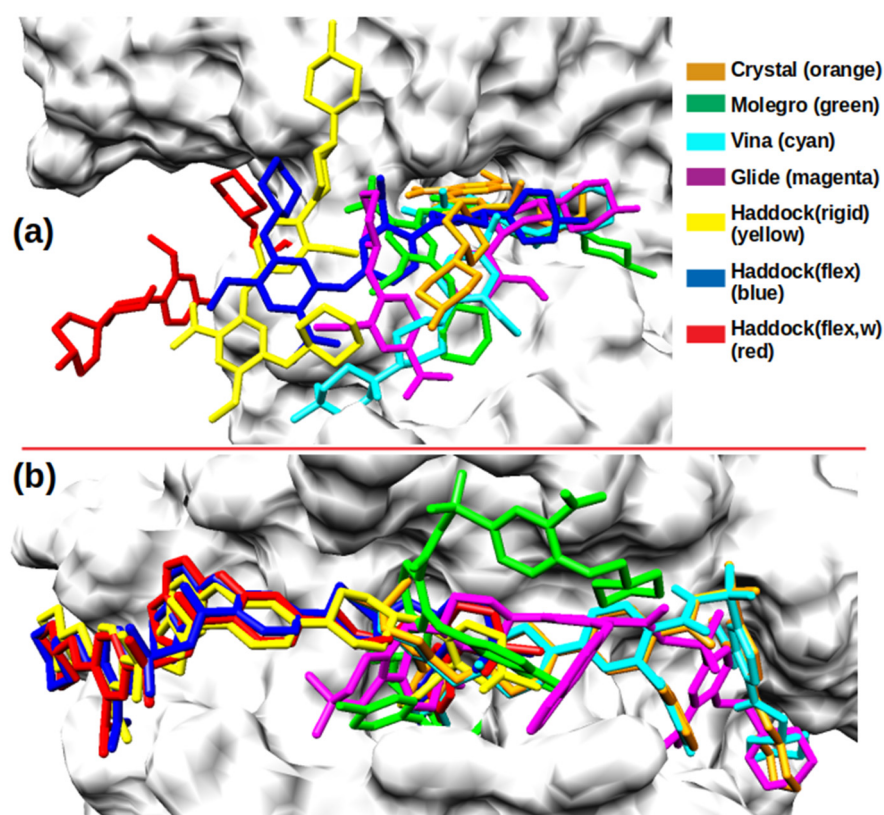 Crystal (orange)
Molegro (green)
Vina (cyan)
Glide (magenta)
Haddock(rigid)
(yellow)
Haddock(flex)
(blue)
Haddock(flex,w)
(red)
(a)
(b)